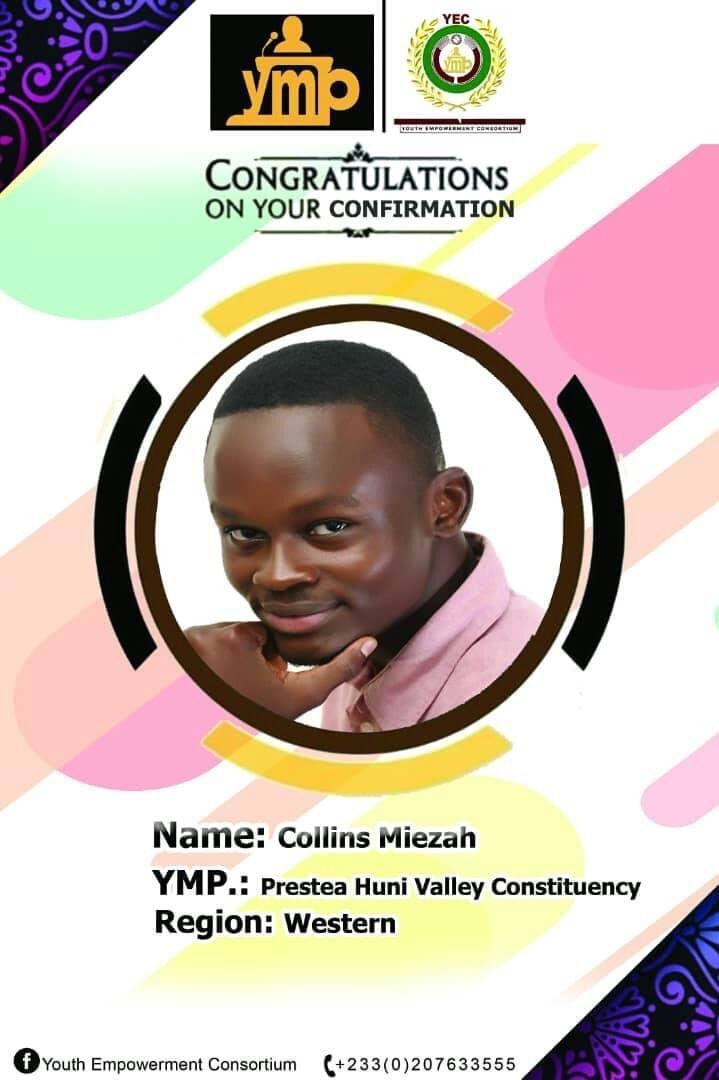 ymp
YEC
ymp
YOUTH EMPOWERMENT CONSORTIUM
CONGRATULATIONS
ON YOUR CONFIRMATION
Name: Collins Miezah
YMP.: Prestea Huni Valley Constituency
Region: Western
f Youth Empowerment Consortium +233(0)207633555